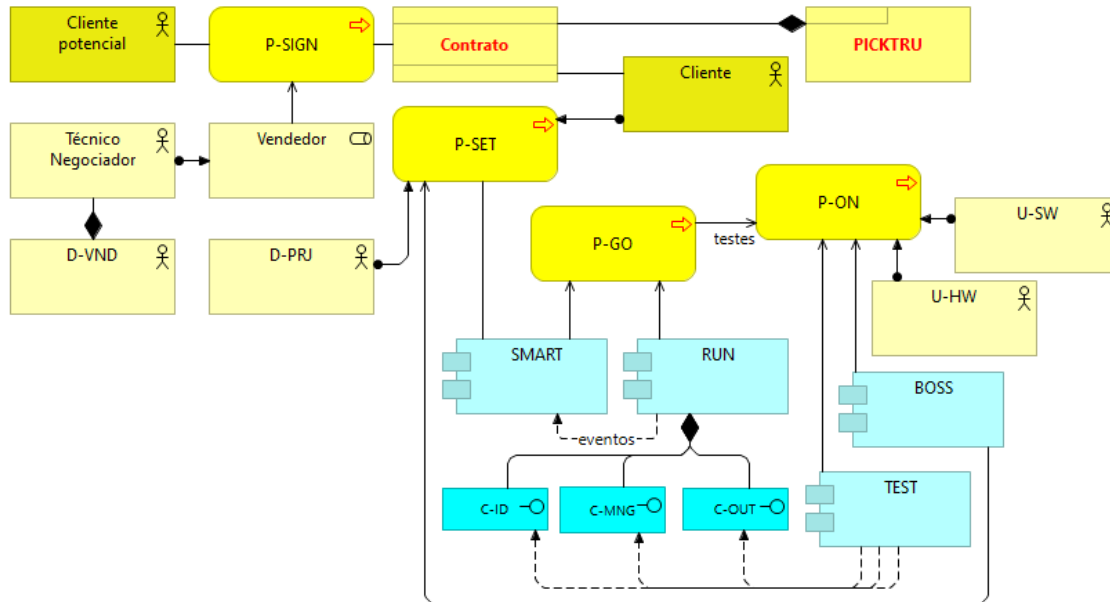 Cliente
potencial
P-SIGN
Contrato
PICKTRU
Cliente
Técnico
Negociador
Vendedor
P-SET
P-ON
U-SW
P-GO
testes
D-VND
D-PRJ
U-HW
SMART
RUN
BOSS
eventos
TEST
C-ID
C-MNG
C-OUT